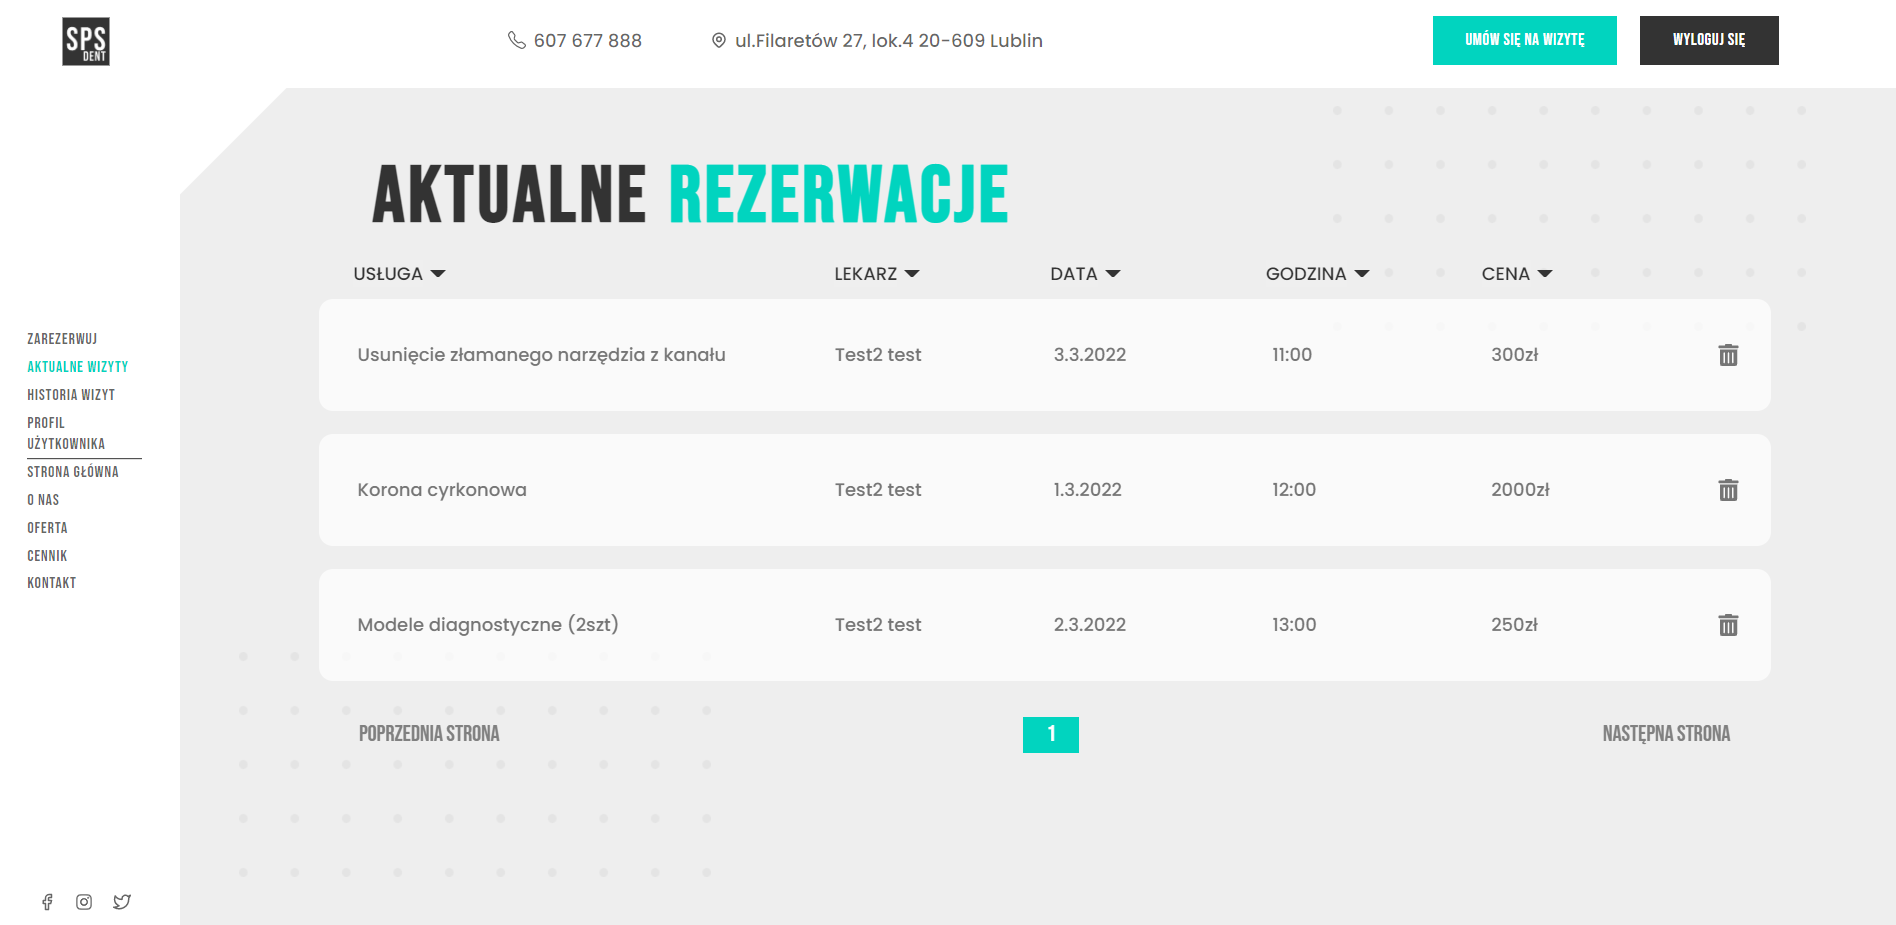 SPS
DENT
607 677 888
ul.Filaretów 27, lok.4 20-609 Lublin
UMÓW SIĘ NA WIZYTĘ
WYLOGUJ SIĘ
AKTUALNE REZERWACJE
USŁUGA LEKARZ DATA GODZINA CENA
Usunięcie złamanego narzędzia z kanału Test2 test 3.3.2022 11:00 300zł
Korona cyrkonowa Test2 test 1.3.2022 12:00 2000zł
Modele diagnostyczne (2szt) Test2 test 2.3.2022 13:00 250zł
POPRZEDNIA STRONA 1 NASTĘPNA STRONA
ZAREZERWUJ
AKTUALNE WIZYTY
HISTORIA WIZYT
PROFIL
UŻYTKOWNIKA
STRONA GŁÓWNA
O NAS
OFERTA
CENNIK
KONTAKT